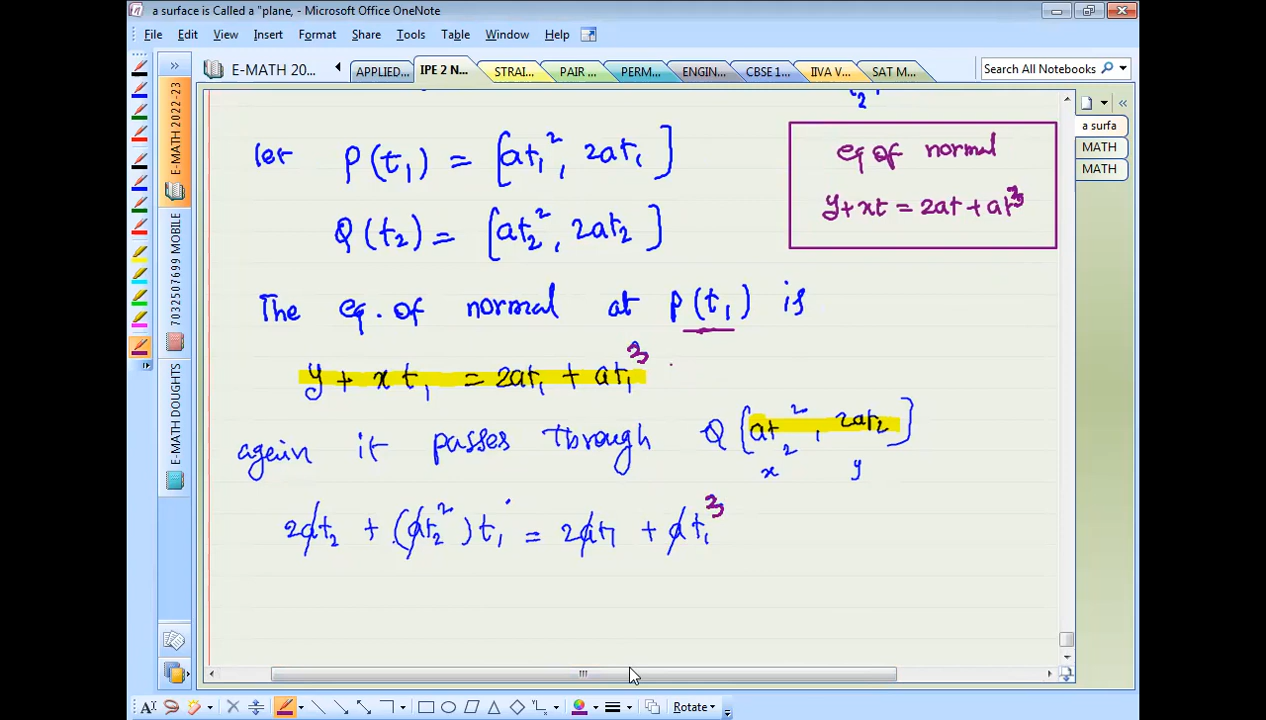 a surface is Called a "plane, - Microsoft Office OneNote
File Edit View Insert Format Share Tools Table Window Help
E-MATH 20... APPLIED... IPE 2 N... STRAI... PAIR ... PERM... ENGIN... CBSE 1... IIVA V... SAT M... Search All Notebooks
E-MATH 2022-23
7032507699 MOBILE
E-MATH DOUGHTS
a surfa
MATH
MATH
let P(t₁) = [at₁², 2at₁]
Q(t₂) = [at₂², 2at₂]
eq of normal
y+xt = 2at + at³
The eq. of normal at P(t₁) is
y + x t₁ = 2at₁ + at₁³
again it passes through Q [at₂², 2at₂]
x y
2at₂ + (at₂²) t₁ = 2at₁ + at₁³
Rotate